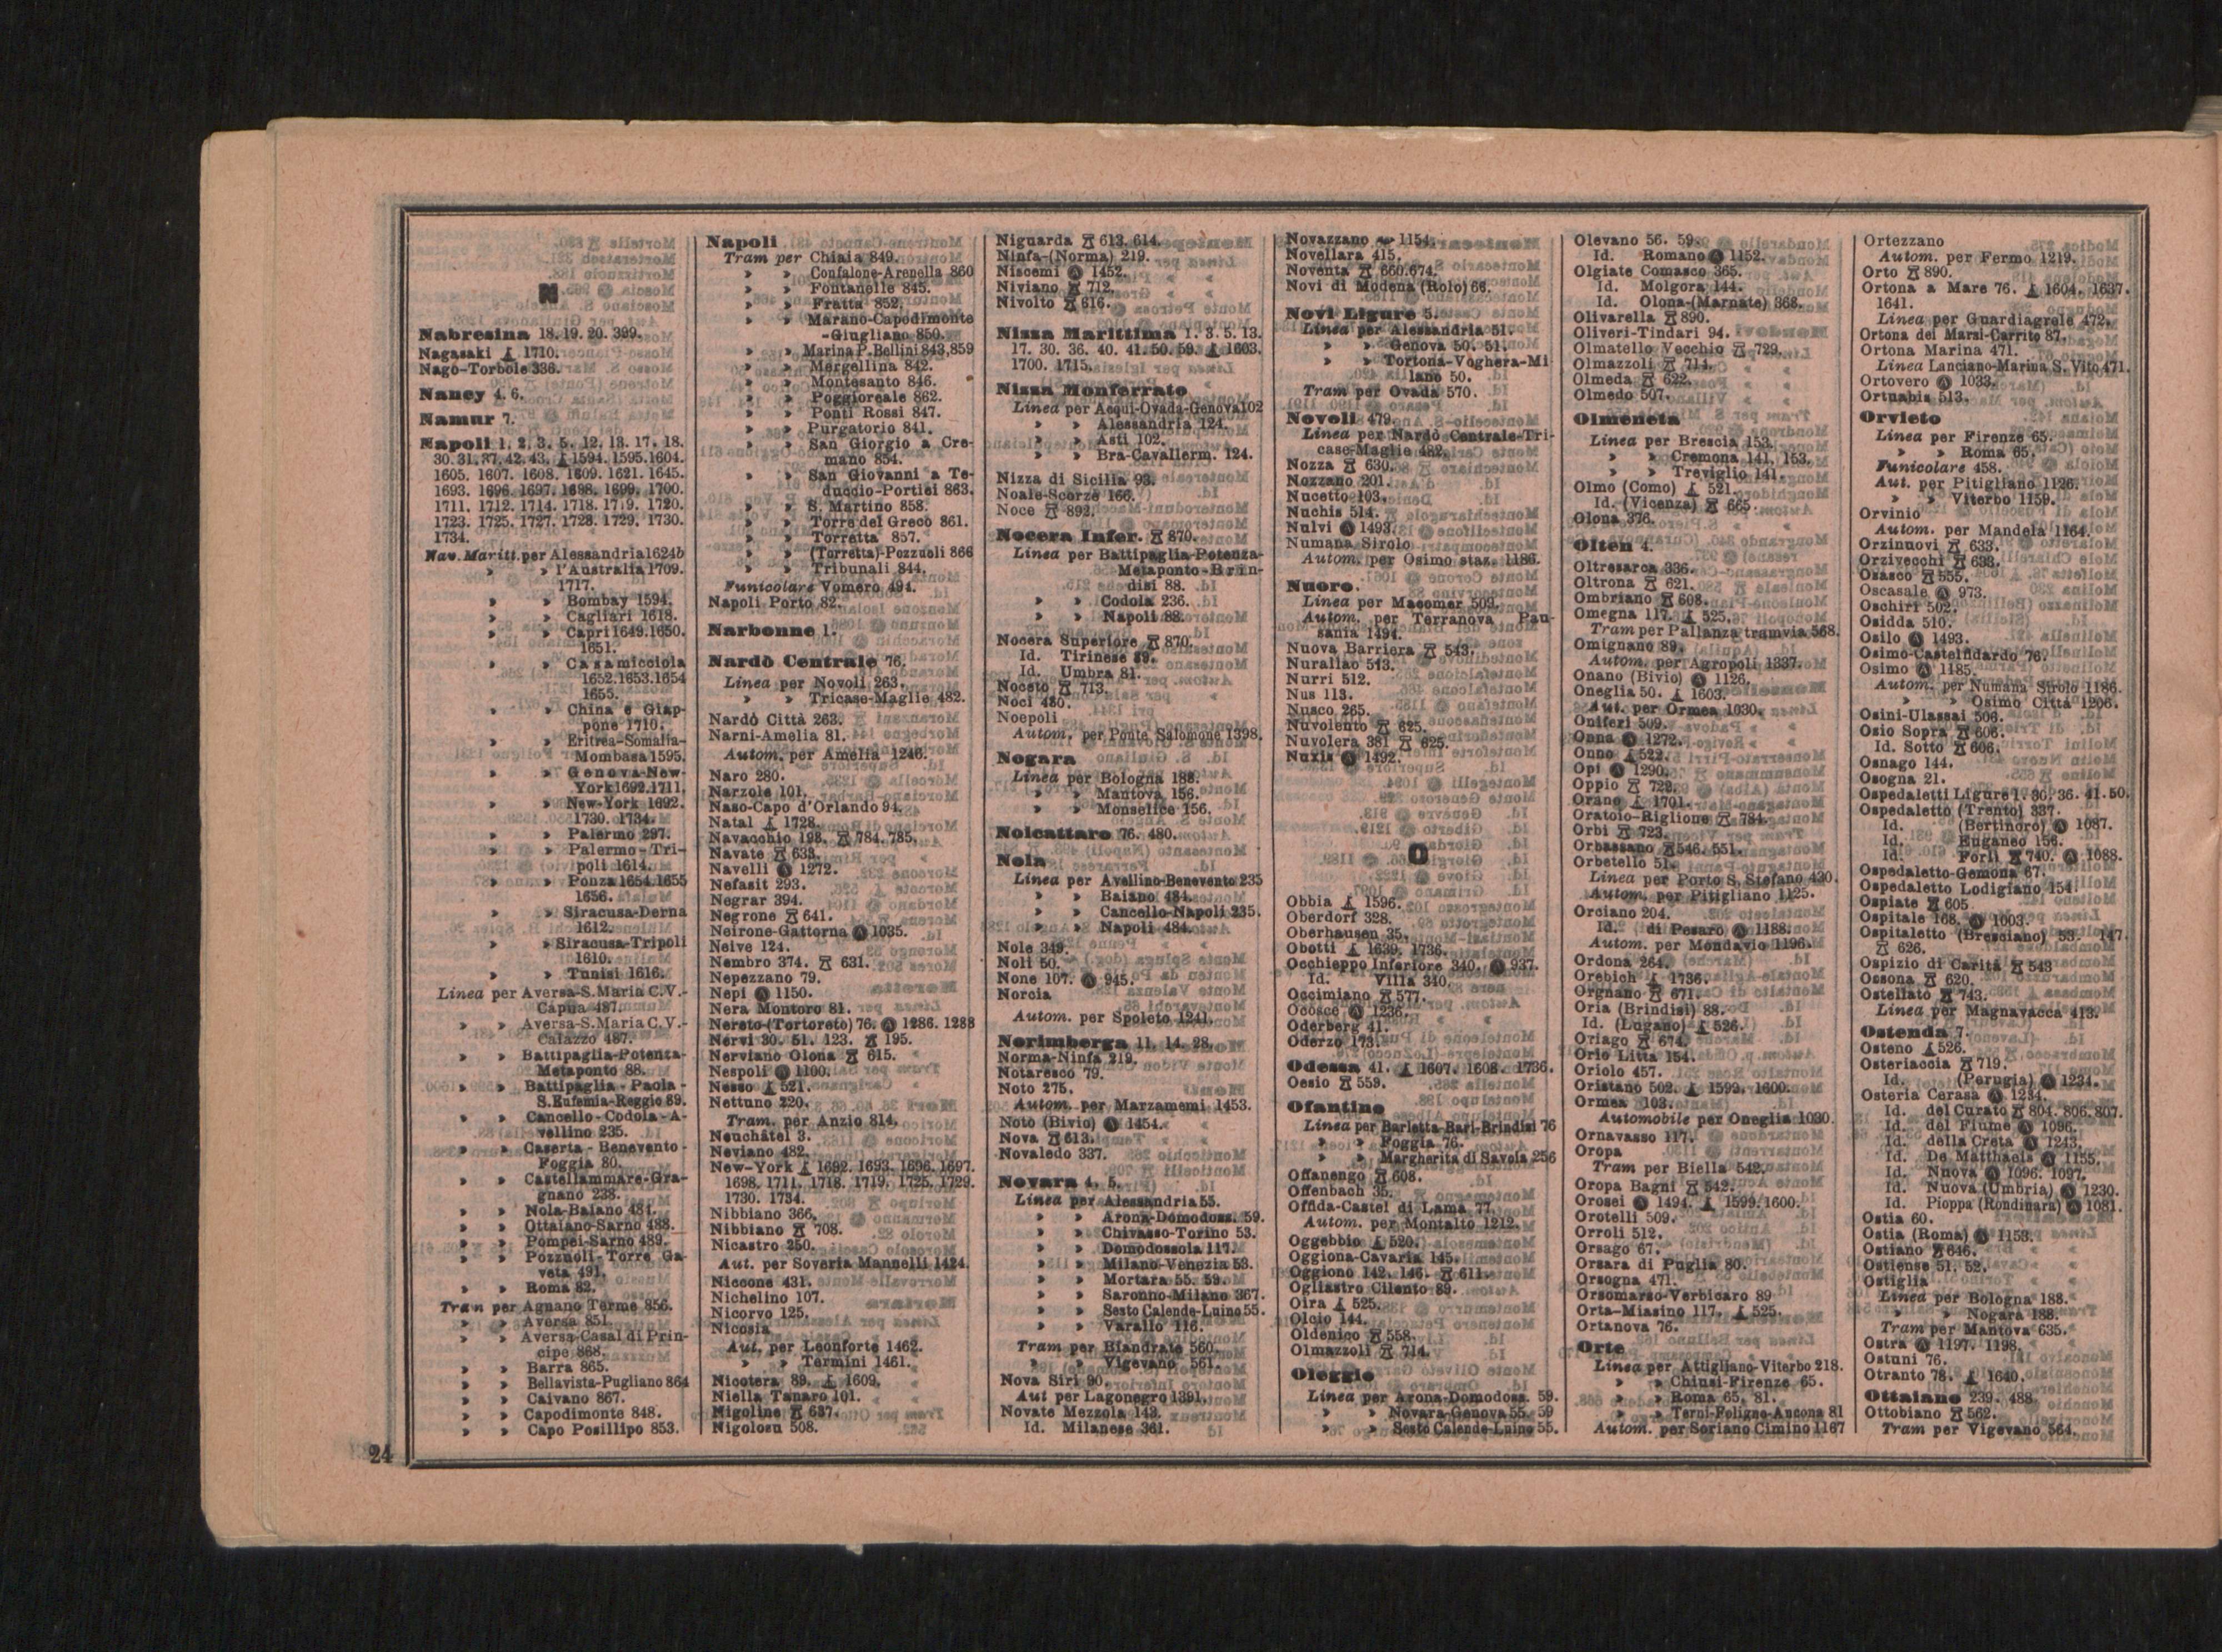 N
Nabresina 18. 19. 20. 399.
Nagasaki 1710.
Nago-Torbole 336.
Nancy 4. 6.
Namur 7.
Napoli 1. 2. 3. 5. 12. 13. 17. 18.
30. 31. 37. 42. 43. 1594. 1595. 1604.
1605. 1607. 1608. 1609. 1621. 1645.
1693. 1696. 1697. 1698. 1699. 1700.
1711. 1712. 1714. 1718. 1719. 1720.
1723. 1725. 1727. 1728. 1729. 1730.
1734.
Nav. Maritt. per Alessandria 1624b
» » l'Australia 1709.
1717.
» » Bombay 1594.
» » Cagliari 1618.
» » Capri 1649. 1650.
1651.
» » Casamicciola
1652. 1653. 1654
1655.
» » China e Giap-
pone 1710.
» » Eritrea-Somalia-
Mombasa 1595.
» » Genova-New-
York 1692. 1711.
» » New-York 1692.
1730. 1734.
» » Palermo 297.
» » Palermo-Tri-
poli 1614.
» » Ponza 1654. 1655
1656.
» » Siracusa-Derna
1612.
» » Siracusa-Tripoli
1610.
» » Tunisi 1616.
Linea per Aversa-S. Maria C. V.-
Capua 487.
» » Aversa-S. Maria C. V.-
Caiazzo 487.
» » Battipaglia-Potenza-
Metaponto 88.
» » Battipaglia-Paola-
S. Eufemia-Reggio 89.
» » Cancello-Codola-A-
vellino 235.
» » Caserta-Benevento-
Foggia 80.
» » Castellammare-Gra-
gnano 238.
» » Nola-Baiano 484.
» » Ottaiano-Sarno 488.
» » Pompei-Sarno 489.
» » Pozzuoli-Torre Ga-
veta 491.
» » Roma 82.
Tram per Agnano Terme 856.
» » Aversa 851.
» » Aversa-Casal di Prin-
cipe 868.
» » Barra 865.
» » Bellavista-Pugliano 864
» » Caivano 867.
» » Capodimonte 848.
» » Capo Posillipo 853.
Napoli
Tram per Chiaia 849.
» » Confalone-Arenella 860
» » Fontanelle 845.
» » Fratta 852.
» » Marano-Capodimonte
-Giugliano 850.
» » Marina P. Bellini 843,859
» » Mergellina 842.
» » Montesanto 846.
» » Poggioreale 862.
» » Ponti Rossi 847.
» » Purgatorio 841.
» » San Giorgio a Cre-
mano 854.
» » San Giovanni a Te-
duccio-Portici 863.
» » S. Martino 858.
» » Torre del Greco 861.
» » Torretta 857.
» » (Torretta)-Pozzuoli 866
» » Tribunali 844.
Funicolare Vomero 494.
Napoli Porto 82.
Narbonne 1.
Nardò Centrale 76.
Linea per Novoli 263.
» » Tricase-Maglie 482.
Nardò Città 263.
Narni-Amelia 81.
Autom. per Amelia 1246.
Naro 280.
Narzole 101.
Naso-Capo d'Orlando 94.
Natal 1728.
Navacchio 198. 784. 785.
Navate 633.
Navelli 1272.
Nefasit 293.
Negrar 394.
Negrone 641.
Neirone-Gattorna 1035.
Neive 124.
Nembro 374. 631.
Nepezzano 79.
Nepi 1150.
Nera Montoro 81.
Nereto-(Tortoreto) 76. 1286. 1288
Nervi 30. 51. 123. 195.
Nerviano Olona 615.
Nespoli 1100.
Nesso 521.
Nettuno 220.
Tram. per Anzio 814.
Neuchâtel 3.
Neviano 482.
New-York 1692. 1693. 1696. 1697.
1698. 1711. 1718. 1719. 1725. 1729.
1730. 1734.
Nibbiano 366.
Nibbiano 708.
Nicastro 250.
Aut. per Soveria Mannelli 1424.
Niccone 431.
Nichelino 107.
Nicorvo 125.
Nicosia
Aut. per Leonforte 1462.
» » Termini 1461.
Nicotera 89. 1609.
Niella Tanaro 101.
Nigoline 637.
Nigolosu 508.
Niguarda 613. 614.
Ninfa-(Norma) 219.
Niscemi 1452.
Niviano 712.
Nivolto 616.
Nizza Marittima 1. 3. 5. 13.
17. 30. 36. 40. 41. 50. 59. 1603.
1700. 1715.
Nizza Monferrato
Linea per Acqui-Ovada-Genova 102
» » Alessandria 124.
» » Asti 102.
» » Bra-Cavallerm. 124.
Nizza di Sicilia 93.
Noale-Scorzè 166.
Noce 892.
Nocera Infer. 870.
Linea per Battipaglia-Potenza-
Metaponto-Brin-
disi 88.
» » Codola 236.
» » Napoli 88.
Nocera Superiore 870.
Id. Tirinese 89.
Id. Umbra 81.
Noceto 713.
Noci 480.
Noepoli
Autom. per Ponte Salomone 1398.
Nogara
Linea per Bologna 188.
» » Mantova 156.
» » Monselice 156.
Noicattaro 76. 480.
Nola
Linea per Avellino-Benevento 235
» » Baiano 484.
» » Cancello-Napoli 235.
» » Napoli 484.
Nole 349.
Noli 50.
None 107. 945.
Norcia
Autom. per Spoleto 1241.
Norimberga 11. 14. 28.
Norma-Ninfa 219.
Notaresco 79.
Noto 275.
Autom. per Marzamemi 1453.
Noto (Bivio) 1454.
Nova 613.
Novaledo 337.
Novara 4. 5.
Linea per Alessandria 55.
» » Arona-Domodoss. 59.
» » Chivasso-Torino 53.
» » Domodossola 117.
» » Milano-Venezia 53.
» » Mortara 55. 59.
» » Saronno-Milano 367.
» » Sesto Calende-Luino 55.
» » Varallo 116.
Tram per Biandrate 560.
» » Vigevano 561.
Nova Siri 90.
Aut per Lagonegro 1391.
Novate Mezzola 143.
Id. Milanese 361.
Novazzano 1154.
Novellara 415.
Noventa 660.674.
Novi di Modena (Rolo) 66.
Novi Ligure 5.
Linea per Alessandria 51.
» » Genova 50. 51.
» » Tortona-Voghera-Mi
lano 50.
Tram per Ovada 570.
Novoli 479.
Linea per Nardò Centrale-Tri-
case-Maglie 482.
Nozza 630.
Nozzano 201.
Nucetto 103.
Nuchis 514.
Nulvi 1493.
Numana Sirolo
Autom. per Osimo staz. 1186.
Nuoro.
Linea per Macomer 509.
Autom. per Terranova Pau-
sania 1494.
Nuova Barriera 543.
Nurallao 513.
Nurri 512.
Nus 113.
Nusco 265.
Nuvolento 625.
Nuvolera 381 625.
Nuxis 1492.
O
Obbia 1596.
Oberdorf 328.
Oberhausen 35.
Obotti 1639. 1736.
Occhieppo Inferiore 340. 937.
Id. Villa 340.
Occimiano 577.
Ocosce 1236.
Oderberg 41.
Oderzo 173.
Odessa 41. 1607. 1608. 1736.
Oesio 559.
Ofantino
Linea per Barletta-Bari-Brindisi 76
» » Foggia 76.
» » Margherita di Savoia 256
Offanengo 608.
Offenbach 35.
Offida-Castel di Lama 77.
Autom. per Montalto 1212.
Oggebbio 520.
Oggiona-Cavaria 145.
Oggiono 142. 146. 611.
Ogliastro Cilento 89.
Oira 525.
Olcio 144.
Oldenico 558.
Olmazzoli 714.
Oleggio
Linea per Arona-Domodoss. 59.
» » Novara-Genova 55. 59
» » Sesto Calende-Luino 55.
Olevano 56. 59.
Id. Romano 1152.
Olgiate Comasco 365.
Id. Molgora 144.
Id. Olona-(Marnate) 368.
Olivarella 890.
Oliveri-Tindari 94.
Olmatello Vecchio 729.
Olmazzoli 714.
Olmeda 622.
Olmedo 507.
Olmeneta
Linea per Brescia 153.
» » Cremona 141. 153.
» » Treviglio 141.
Olmo (Como) 521.
Id. (Vicenza) 665
Olona 376.
Olten 4.
Oltresarca 336.
Oltrona 621.
Ombriano 608.
Omegna 117. 525.
Tram per Pallanza tramvia 568.
Omignano 89.
Autom. per Agropoli 1337.
Onano (Bivio) 1126.
Oneglia 50. 1603.
Aut. per Ormea 1030.
Oniferi 509.
Onna 1272.
Onno 522.
Opi 1290.
Oppio 722.
Orano 1701.
Oratoio-Riglione 784.
Orbi 723.
Orbassano 546. 551.
Orbetello 51.
Linea per Porto S. Stefano 430.
Autom. per Pitigliano 1125.
Orciano 204.
Id. di Pesaro 1188.
Autom. per Mondavio 1196.
Ordona 264.
Orebich 1736.
Orgnano 671.
Oria (Brindisi) 88.
Id. (Lugano) 526.
Oriago 674.
Orio Litta 154.
Oriolo 457.
Oristano 502. 1599. 1600.
Ormea 103.
Automobile per Oneglia 1030.
Ornavasso 117.
Oropa
Tram per Biella 542.
Oropa Bagni 542.
Orosei 1494. 1599. 1600.
Orotelli 509.
Orroli 512.
Orsago 67.
Orsara di Puglia 80.
Orsogna 471.
Orsomarso-Verbicaro 89
Orta-Miasino 117. 525.
Ortanova 76.
Orte
Linea per Attigliano-Viterbo 218.
» » Chiusi-Firenze 65.
» » Roma 65. 81.
» » Terni-Foligno-Ancona 81
Autom. per Soriano Cimino 1167
Ortezzano
Autom. per Fermo 1219.
Orto 890.
Ortona a Mare 76. 1604. 1637.
1641.
Linea per Guardiagrele 472.
Ortona dei Marsi-Carrito 87.
Ortona Marina 471.
Linea Lanciano-Marina S. Vito 471.
Ortovero 1033.
Ortuabis 513.
Orvieto
Linea per Firenze 65.
» » Roma 65.
Funicolare 458.
Aut. per Pitigliano 1126.
» » Viterbo 1159.
Orvinio
Autom. per Mandela 1164.
Orzinuovi 633.
Orzivecchi 633.
Osasco 555.
Oscasale 973.
Oschiri 502.
Osidda 510.
Osilo 1493.
Osimo-Castelfidardo 76.
Osimo 1185.
Autom. per Numana Sirolo 1186.
» » Osimo Città 1206.
Osini-Ulassai 506.
Osio Sopra 606.
Id. Sotto 606.
Osnago 144.
Osogna 21.
Ospedaletti Ligure 1. 30. 36. 41. 50.
Ospedaletto (Trento) 337.
Id. (Bertinoro) 1087.
Id. Euganeo 156.
Id. Forlì 740. 1088.
Ospedaletto-Gemona 67.
Ospedaletto Lodigiano 154.
Ospiate 605
Ospitale 168. 1003.
Ospitaletto (Bresciano) 53. 147.
626.
Ospizio di Carità 543
Ossona 620.
Ostellato 743.
Linea per Magnavacca 413.
Ostenda 7.
Osteno 526.
Osteriaccia 719.
Id. (Perugia) 1234.
Osteria Cerasa 1234.
Id. del Curato 804. 806. 807.
Id. del Fiume 1096.
Id. della Creta 1243.
Id. De Matthaeis 1155.
Id. Nuova 1096. 1097.
Id. Nuova (Umbria) 1230.
Id. Pioppa (Rondinara) 1081.
Ostia 60.
Ostia (Roma) 1153.
Ostiano 646.
Ostiense 51. 52.
Ostiglia
Linea per Bologna 188.
» » Nogara 188.
Tram per Mantova 635.
Ostra 1197. 1198.
Ostuni 76.
Otranto 78. 1640.
Ottaiano 239. 488.
Ottobiano 562.
Tram per Vigevano 564.
24